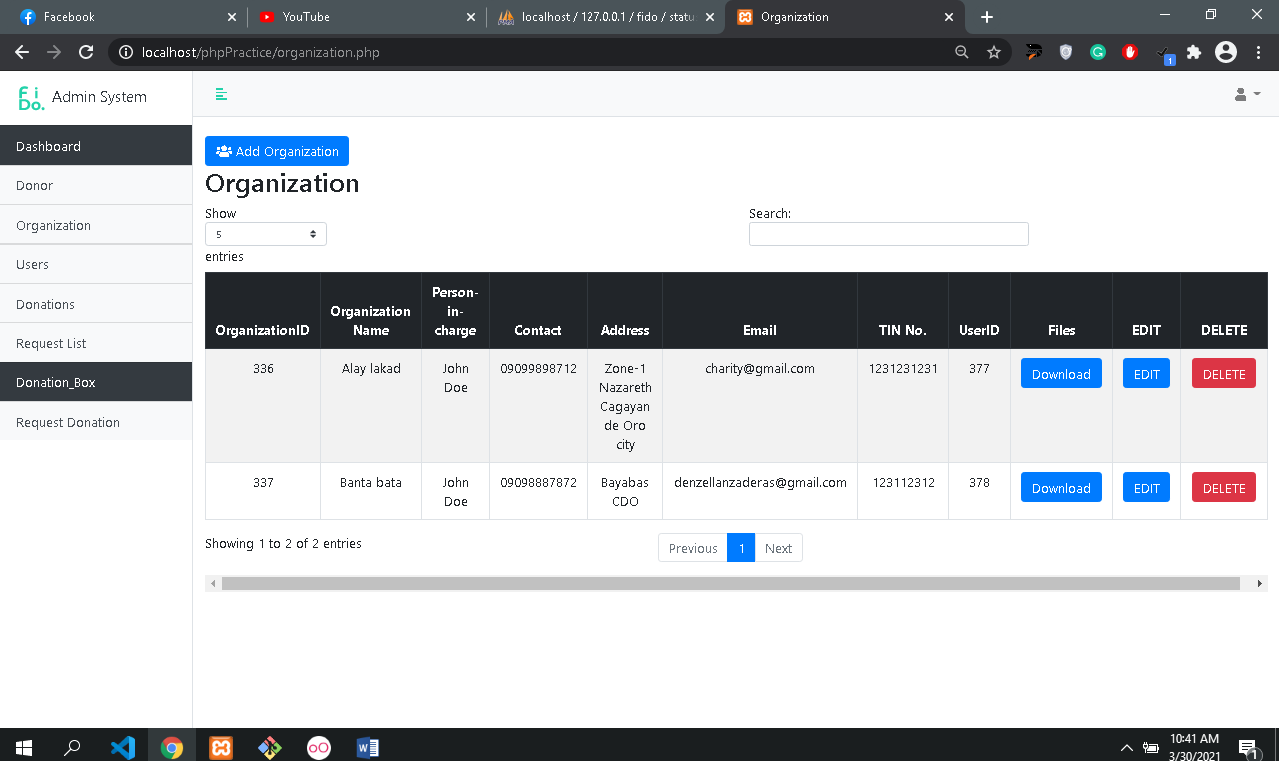 Facebook
YouTube
localhost / 127.0.0.1 / fido / statu
Organization
localhost/phpPractice/organization.php
1
Fi
Do.
Admin System
Dashboard
Donor
Organization
Users
Donations
Request List
Donation_Box
Request Donation
Add Organization
Organization
Show
5
entries
Search:
OrganizationID Organization Name Person-in-charge Contact Address Email TIN No. UserID Files EDIT DELETE
336 Alay lakad John Doe 09099898712 Zone-1 Nazareth Cagayan de Oro city charity@gmail.com 1231231231 377 Download EDIT DELETE
337 Banta bata John Doe 09098887872 Bayabas CDO denzellanzaderas@gmail.com 123112312 378 Download EDIT DELETE
Showing 1 to 2 of 2 entries
Previous 1 Next
10:41 AM
3/30/2021
1